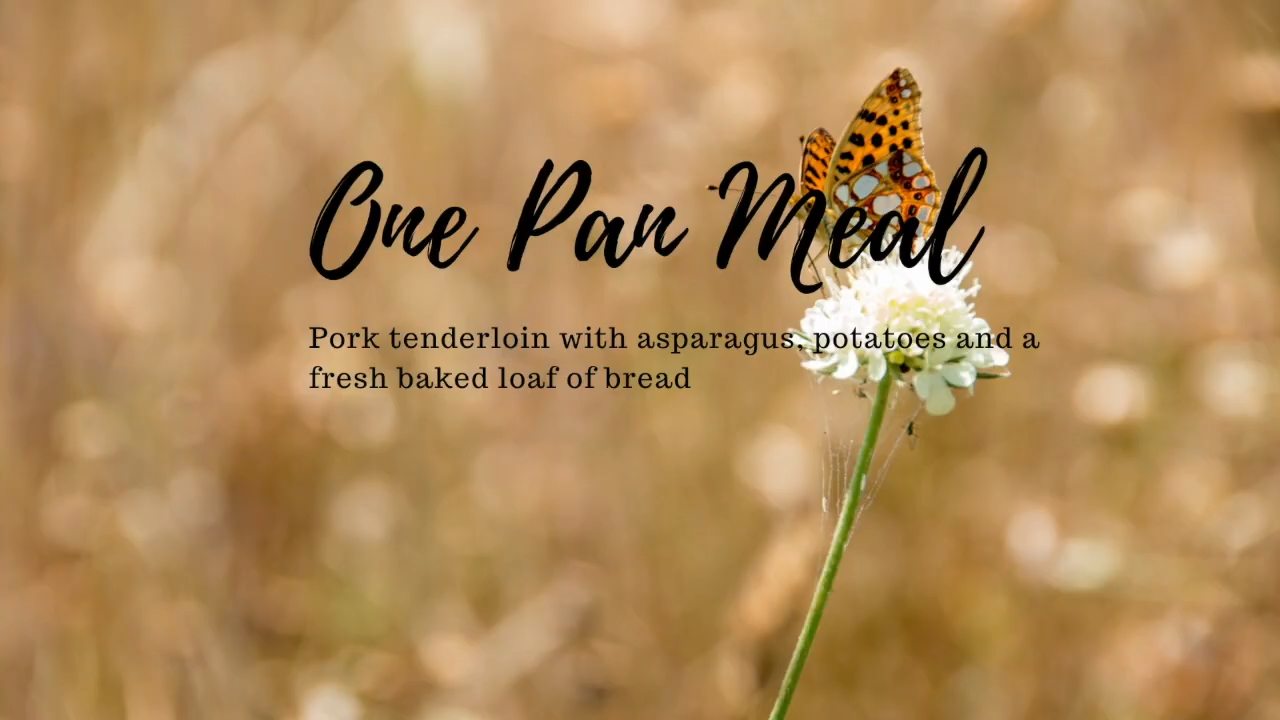 One Pan Meal
Pork tenderloin with asparagus, potatoes and a
fresh baked loaf of bread